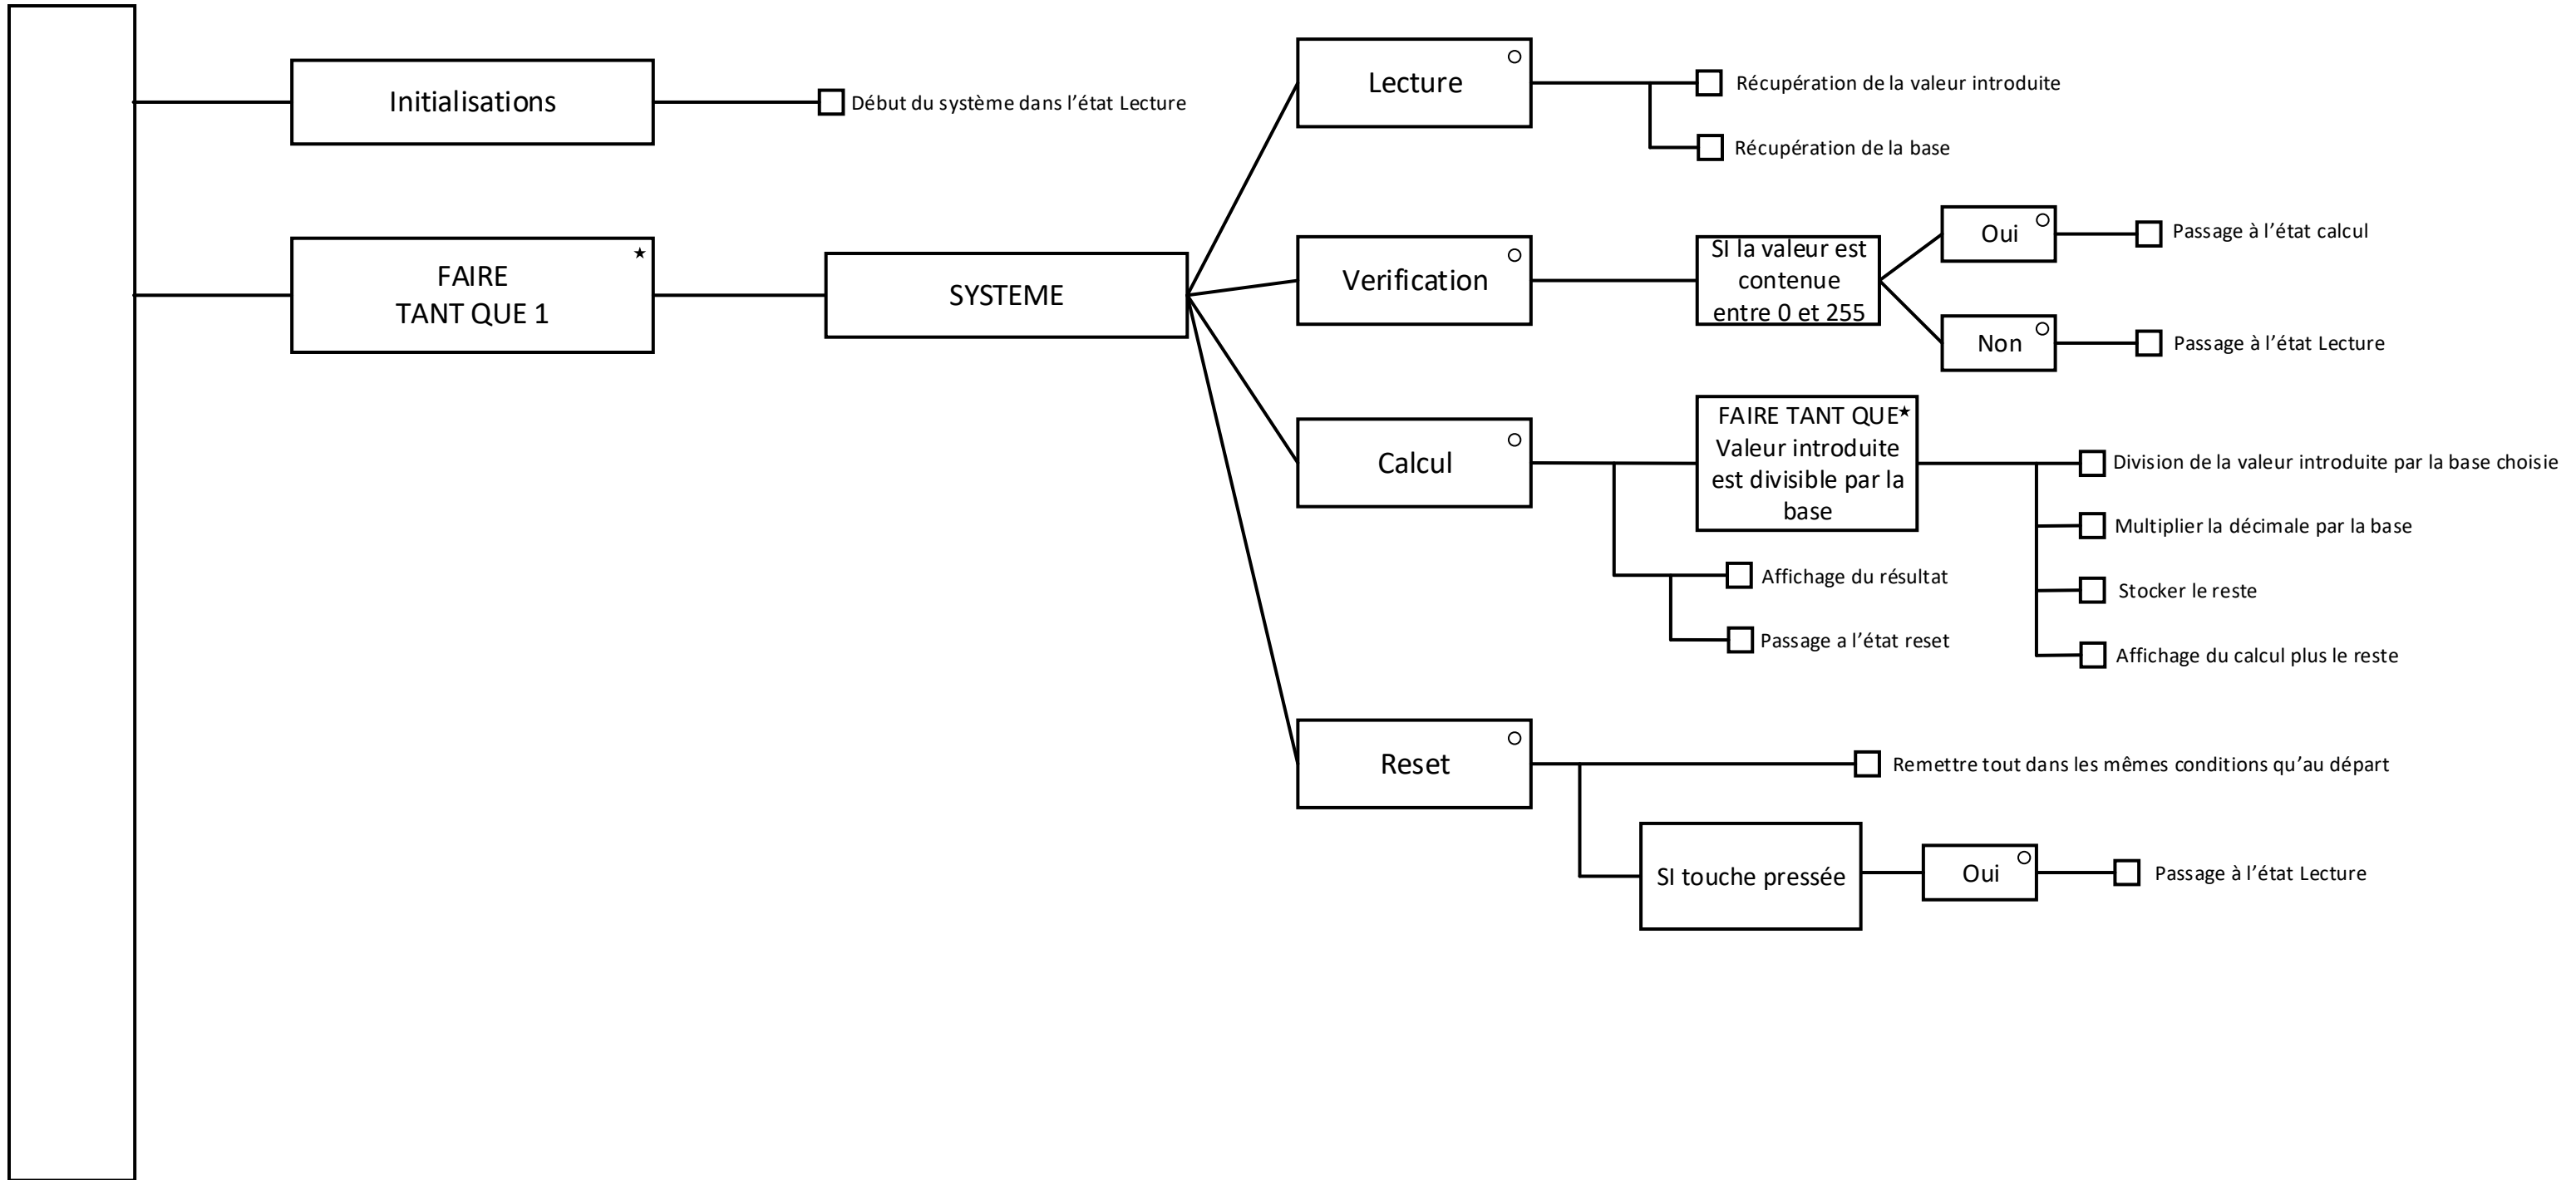 Initialisations
Début du système dans l’état Lecture
FAIRE
TANT QUE 1
SYSTEME
Lecture
Récupération de la valeur introduite
Récupération de la base
Verification
SI la valeur est
contenue
entre 0 et 255
Oui
Passage à l’état calcul
Non
Passage à l’état Lecture
Calcul
FAIRE TANT QUE
Valeur introduite
est divisible par la
base
Division de la valeur introduite par la base choisie
Multiplier la décimale par la base
Stocker le reste
Affichage du calcul plus le reste
Affichage du résultat
Passage a l’état reset
Reset
Remettre tout dans les mêmes conditions qu’au départ
SI touche pressée
Oui
Passage à l’état Lecture